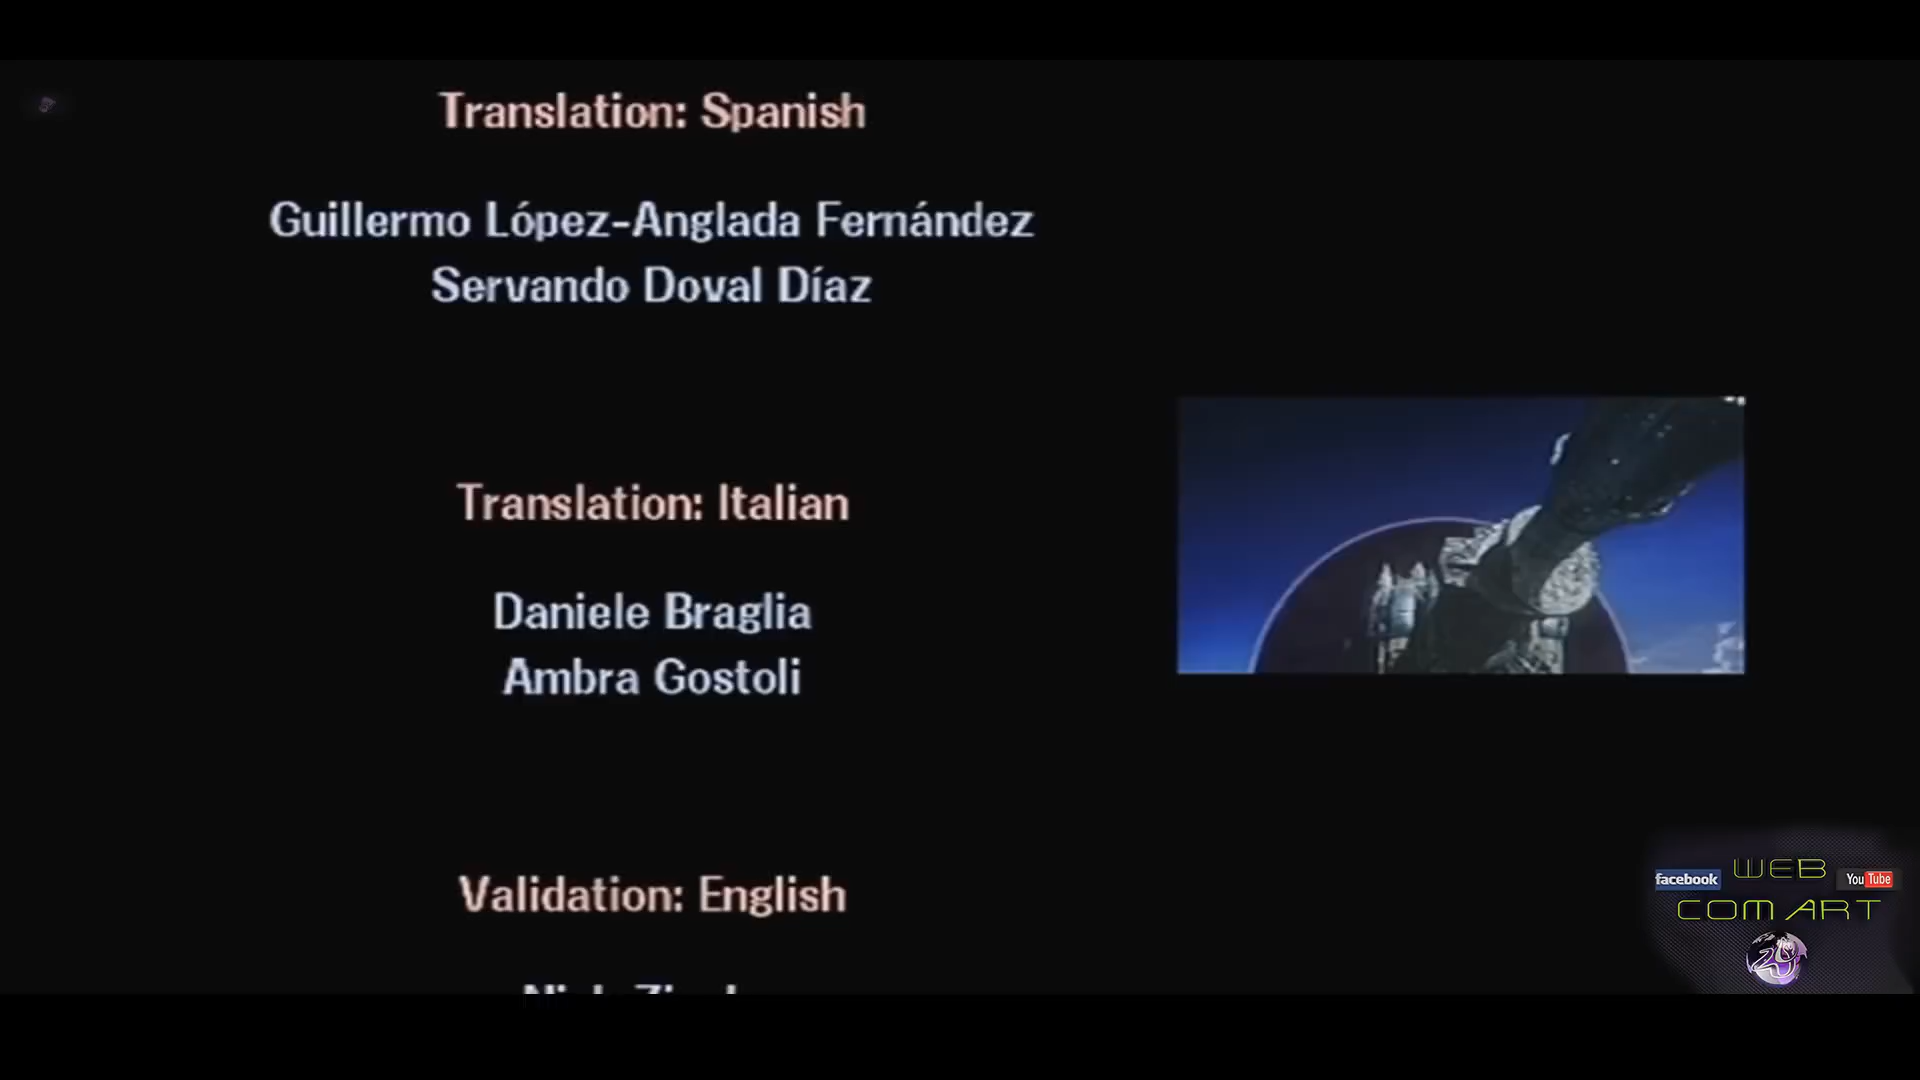 Translation: Spanish
Guillermo López-Anglada Fernández
Servando Doval Díaz
Translation: Italian
Daniele Braglia
Ambra Gostoli
Validation: English
facebook
WEB
YouTube
COM ART